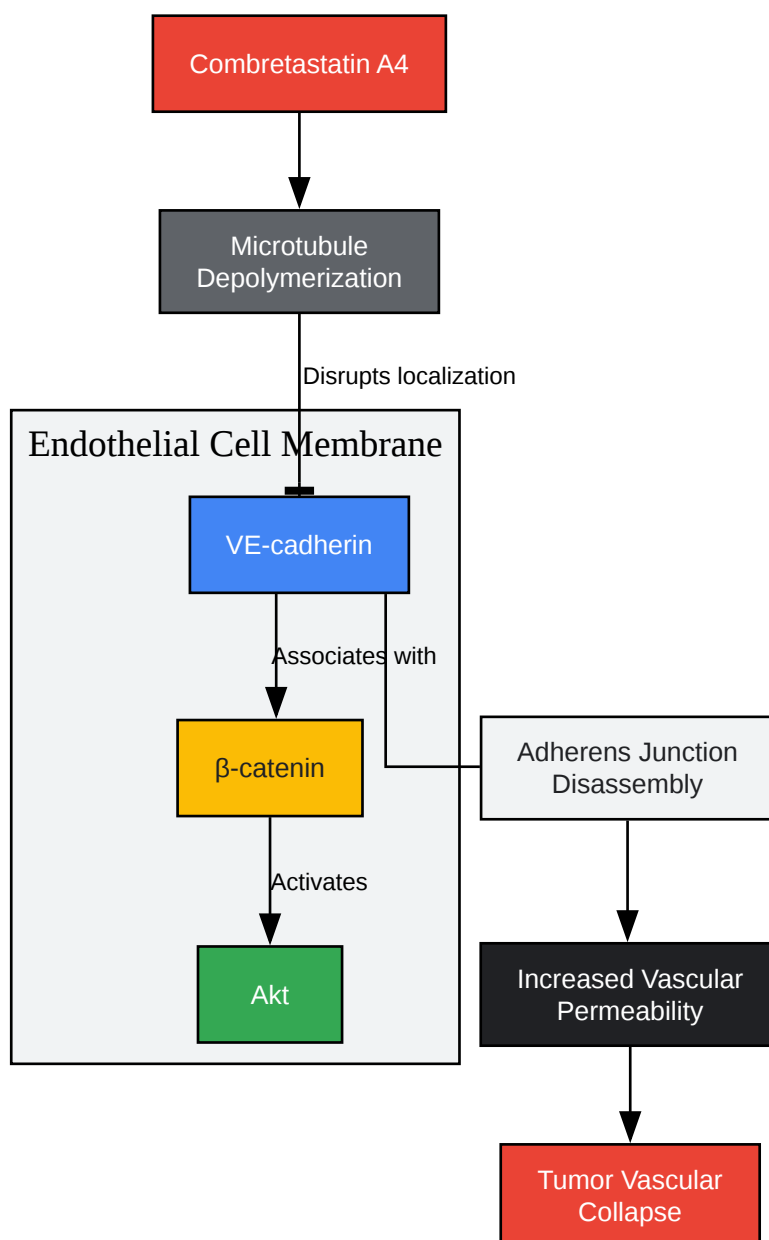 Combretastatin A4
Microtubule
Depolymerization
Disrupts localization
Endothelial Cell Membrane
VE-cadherin
Associates with
β-catenin
Adherens Junction
Disassembly
Activates
Akt
Increased Vascular
Permeability
Tumor Vascular
Collapse